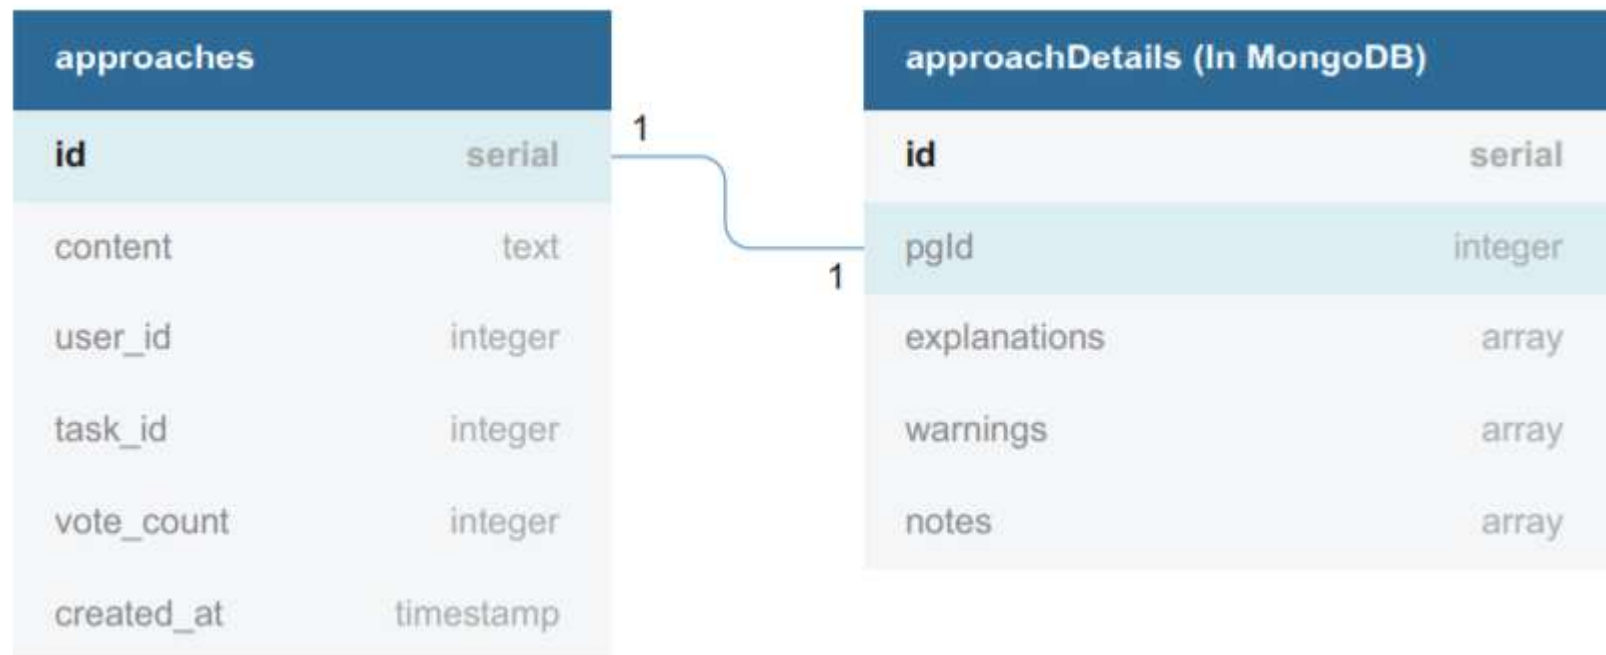 approaches
id serial
content text
user_id integer
task_id integer
vote_count integer
created_at timestamp
1
1
approachDetails (In MongoDB)
id serial
pgId integer
explanations array
warnings array
notes array